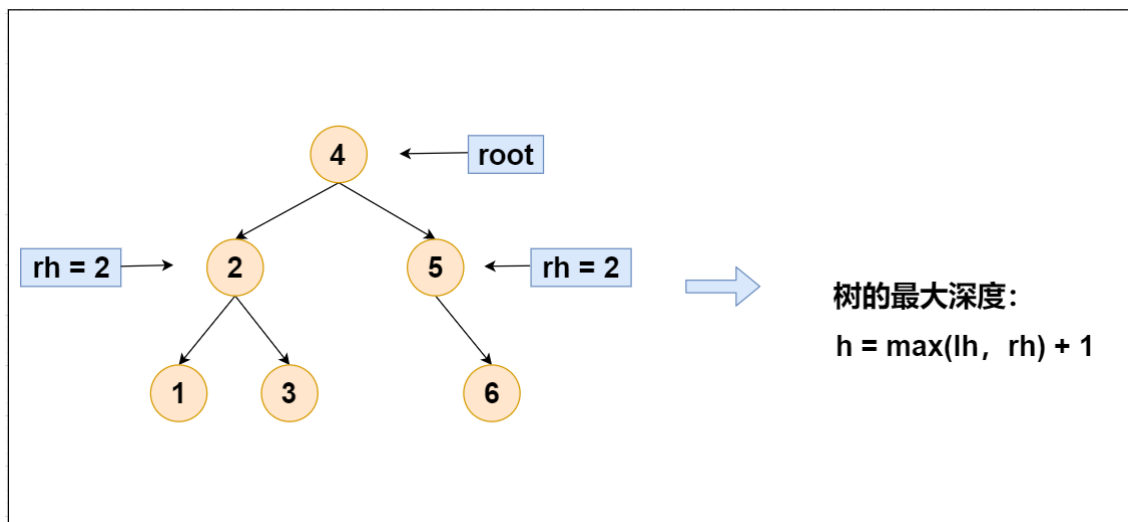 4
root
rh = 2
2
5
rh = 2
树的最大深度：
h = max(lh，rh) + 1
1
3
6